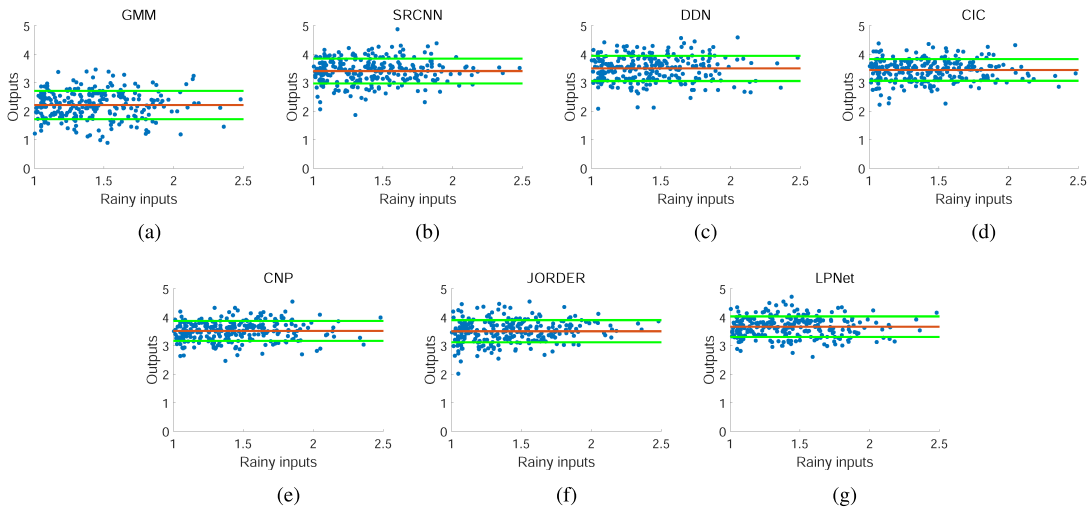 GMM
5
4
3
2
1
0
Outputs
1 1.5 2 2.5
Rainy inputs
(a)
SRCNN
5
4
3
2
1
0
Outputs
1 1.5 2 2.5
Rainy inputs
(b)
DDN
5
4
3
2
1
0
Outputs
1 1.5 2 2.5
Rainy inputs
(c)
CIC
5
4
3
2
1
0
Outputs
1 1.5 2 2.5
Rainy inputs
(d)
CNP
5
4
3
2
1
0
Outputs
1 1.5 2 2.5
Rainy inputs
(e)
JORDER
5
4
3
2
1
0
Outputs
1 1.5 2 2.5
Rainy inputs
(f)
LPNet
5
4
3
2
1
0
Outputs
1 1.5 2 2.5
Rainy inputs
(g)